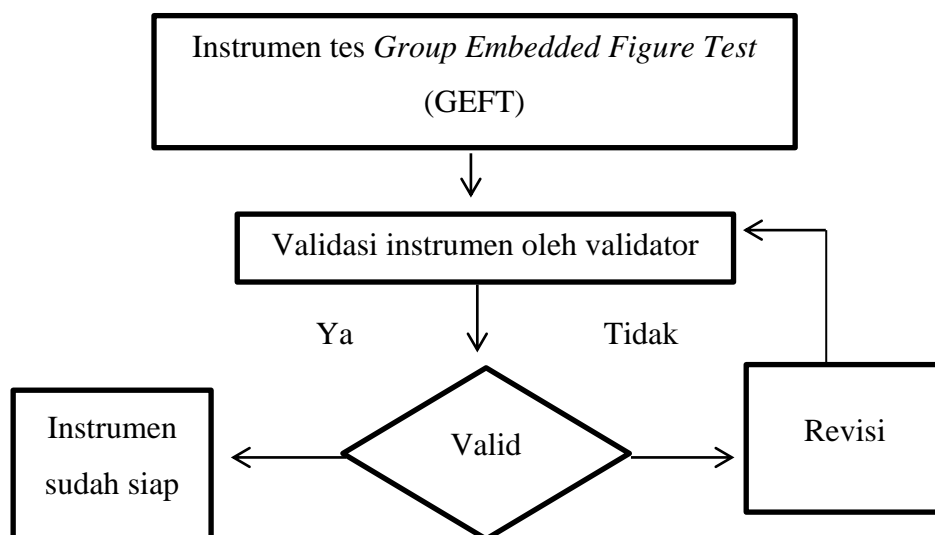 Instrumen tes Group Embedded Figure Test
(GEFT)
Validasi instrumen oleh validator
Ya
Tidak
Instrumen
sudah siap
Valid
Revisi